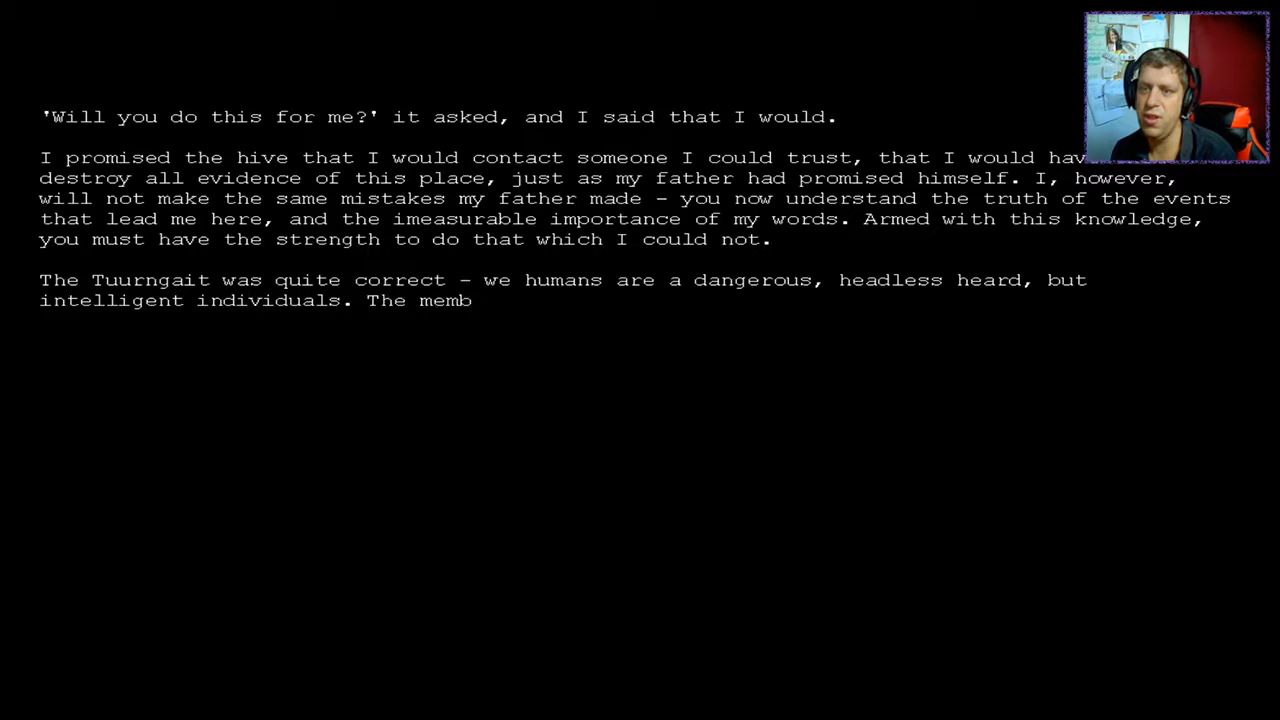 'Will you do this for me?' it asked, and I said that I would.
I promised the hive that I would contact someone I could trust, that I would hav
destroy all evidence of this place, just as my father had promised himself. I, however,
will not make the same mistakes my father made - you now understand the truth of the events
that lead me here, and the imeasurable importance of my words. Armed with this knowledge,
you must have the strength to do that which I could not.
The Tuurngait was quite correct - we humans are a dangerous, headless heard, but
intelligent individuals. The memb